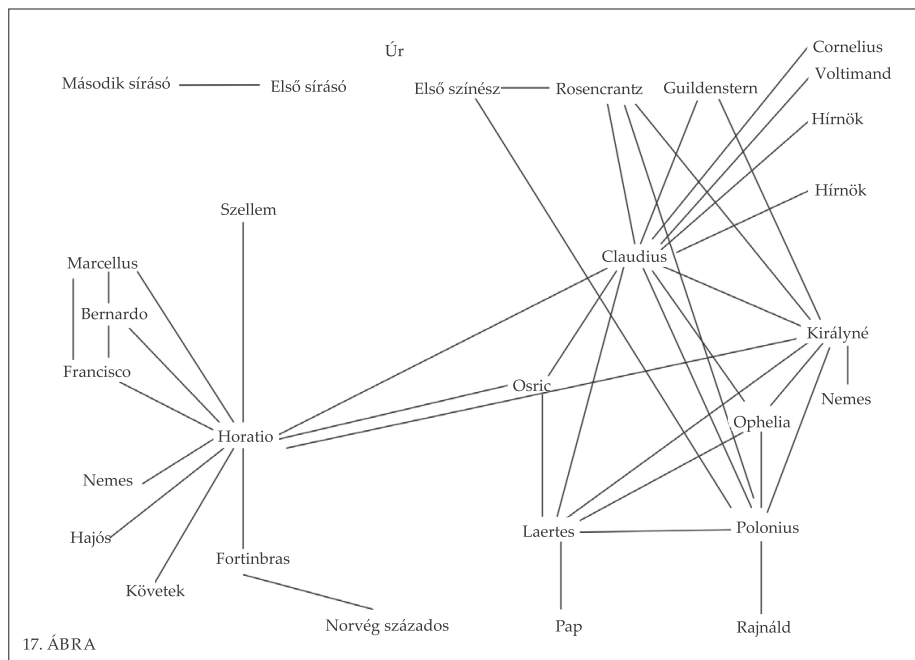 Úr
Cornelius
Voltimand
Második sírásó
Első sírásó
Első színész
Rosencrantz
Guildenstern
Hírnök
Hírnök
Szellem
Marcellus
Claudius
Bernardo
Királyné
Francisco
Osric
Nemes
Ophelia
Horatio
Nemes
Hajós
Laertes
Polonius
Fortinbras
Követek
Norvég százados
Pap
Rajnáld
17. ÁBRA